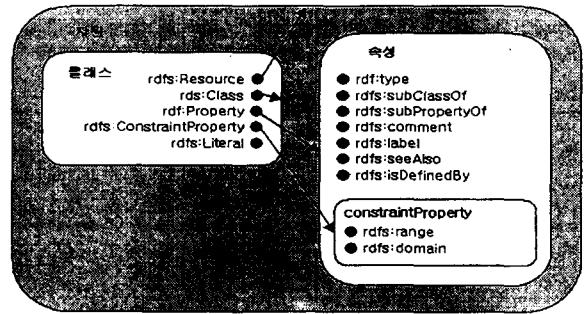 클래스
rdfs:Resource
rds:Class
rdf:Property
rdfs:ConstraintProperty
rdfs:Literal
속성
rdf:type
rdfs:subClassOf
rdfs:subPropertyOf
rdfs:comment
rdfs:label
rdfs:seeAlso
rdfs:isDefinedBy
constraintProperty
rdfs:range
rdfs:domain